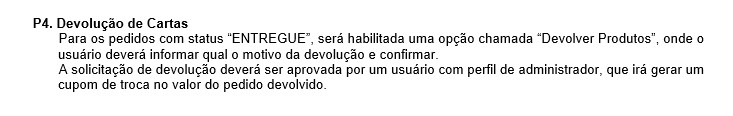 P4. Devolução de Cartas
Para os pedidos com status “ENTREGUE”, será habilitada uma opção chamada “Devolver Produtos”, onde o
usuário deverá informar qual o motivo da devolução e confirmar.
A solicitação de devolução deverá ser aprovada por um usuário com perfil de administrador, que irá gerar um
cupom de troca no valor do pedido devolvido.